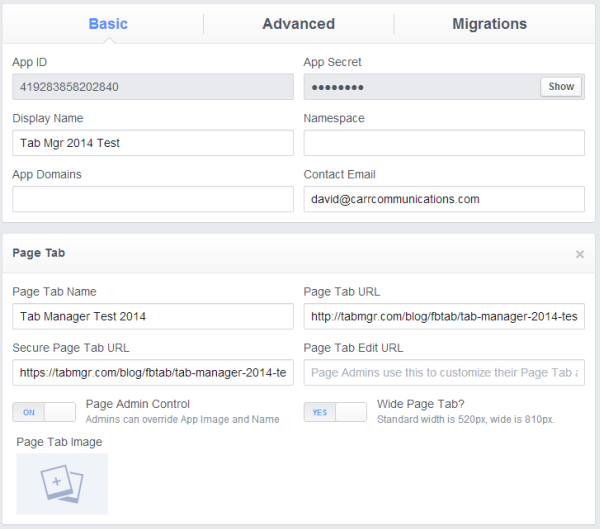 Basic Advanced Migrations
App ID App Secret
419283858202840 •••••••• Show
Display Name Namespace
Tab Mgr 2014 Test
App Domains Contact Email
david@carrcommunications.com
Page Tab ×
Page Tab Name Page Tab URL
Tab Manager Test 2014 http://tabmgr.com/blog/fbtab/tab-manager-2014-tes
Secure Page Tab URL Page Tab Edit URL
https://tabmgr.com/blog/fbtab/tab-manager-2014-te Page Admins use this to customize their Page Tab a
ON Page Admin Control YES Wide Page Tab?
Admins can override App Image and Name Standard width is 520px, wide is 810px.
Page Tab Image